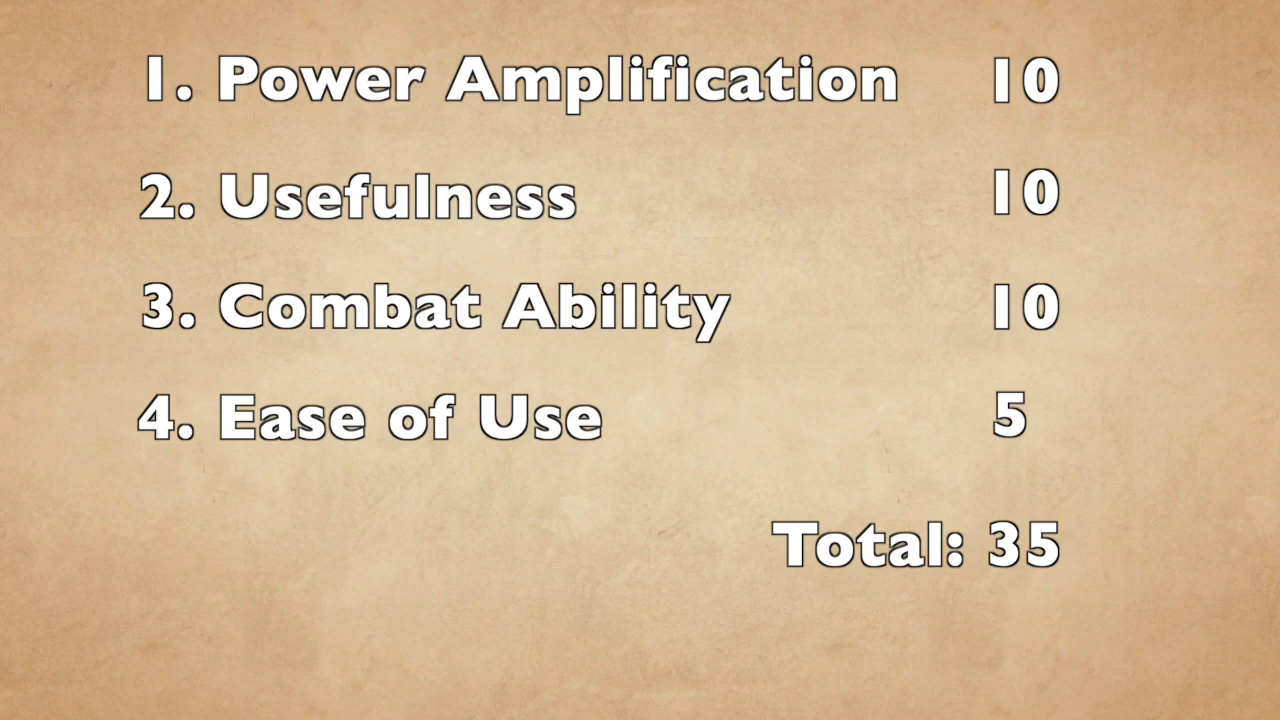 1. Power Amplification 10
2. Usefulness 10
3. Combat Ability 10
4. Ease of Use 5
Total: 35